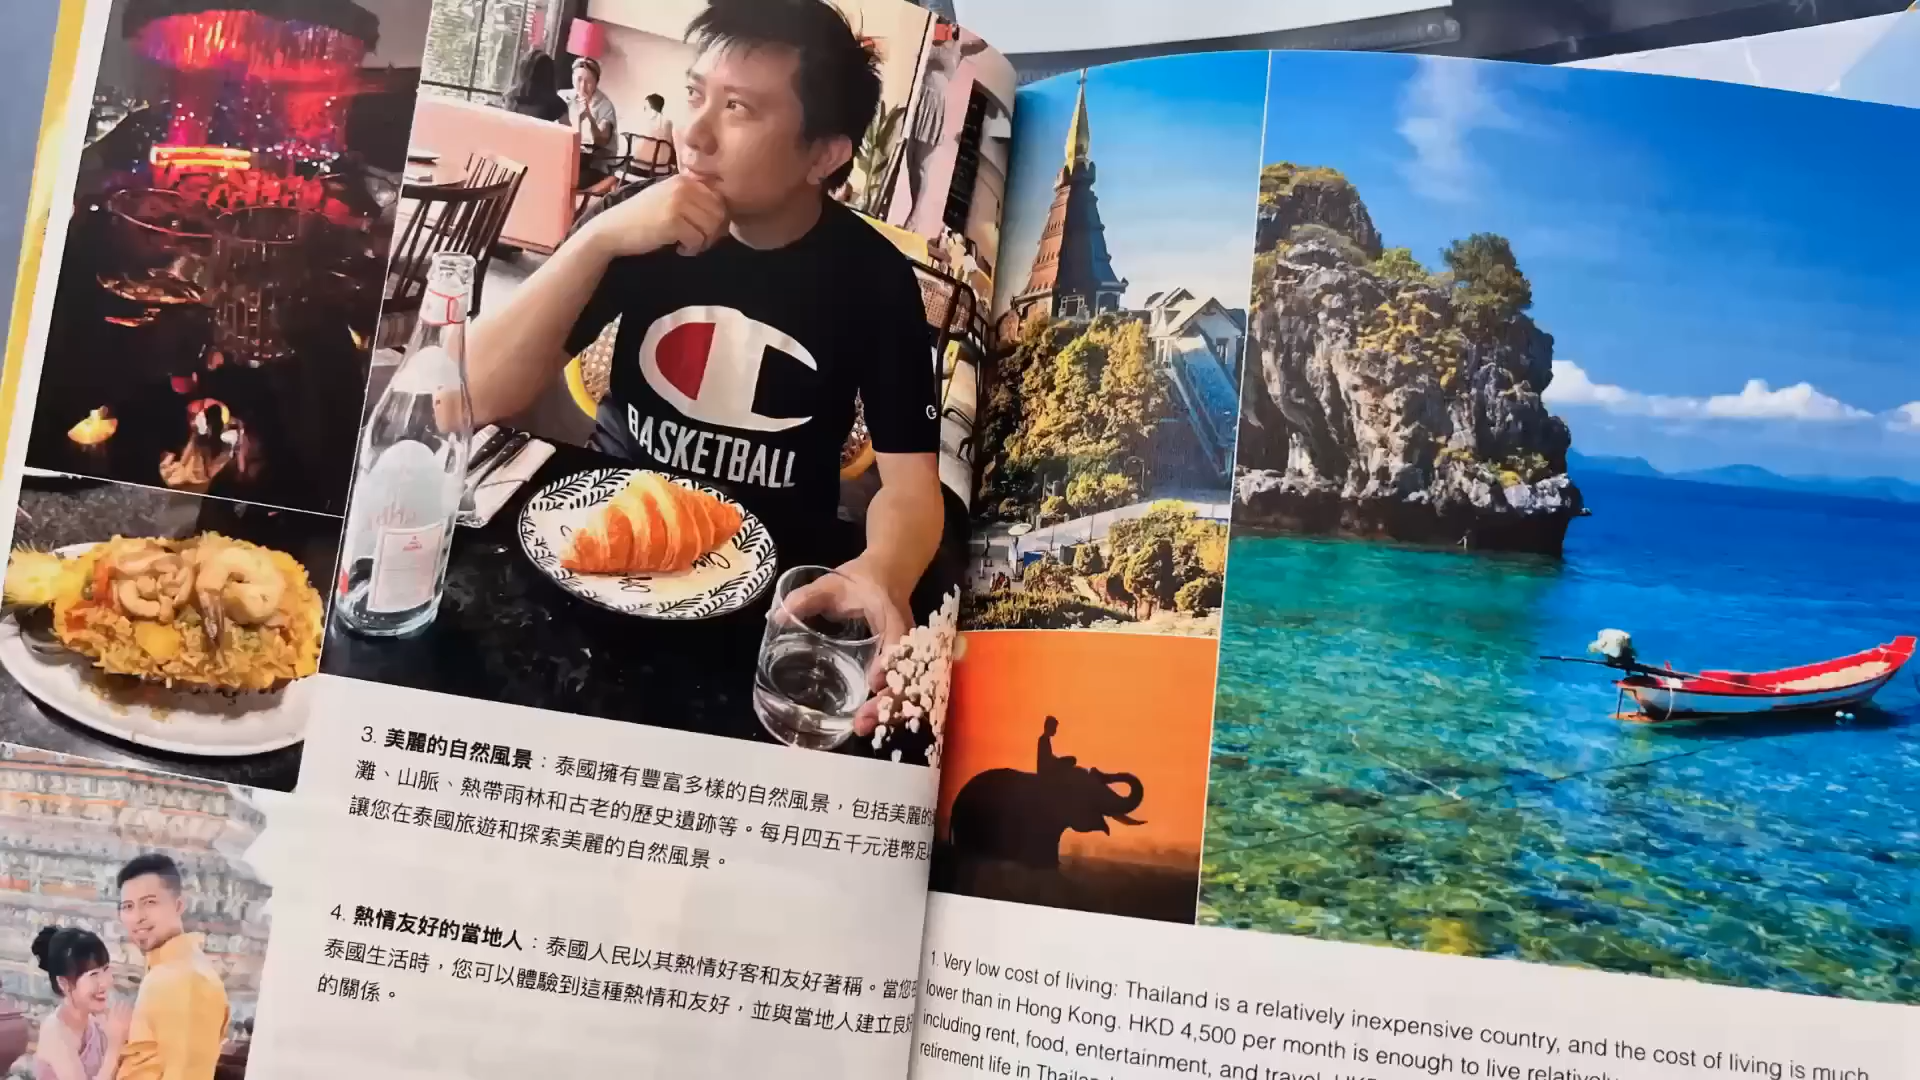 BASKETBALL
3. 美麗的自然風景：泰國擁有豐富多樣的自然風景，包括美麗的
灘、山脈、熱帶雨林和古老的歷史遺跡等。每月四五千元港幣足
讓您在泰國旅遊和探索美麗的自然風景。
4. 熱情友好的當地人：泰國人民以其熱情好客和友好著稱。當您
泰國生活時，您可以體驗到這種熱情和友好，並與當地人建立良好
的關係。
1. Very low cost of living: Thailand is a relatively inexpensive country, and the cost of living is much
lower than in Hong Kong. HKD 4,500 per month is enough to live relatively
including rent, food, entertainment, and travel.
retirement life in